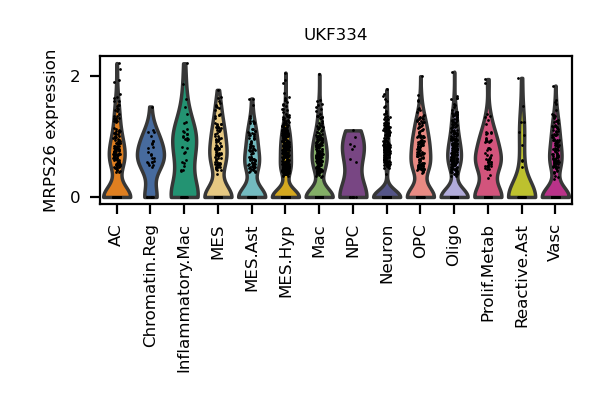 UKF334
MRPS26 expression
2
0
AC
Chromatin.Reg
Inflammatory.Mac
MES
MES.Ast
MES.Hyp
Mac
NPC
Neuron
OPC
Oligo
Prolif.Metab
Reactive.Ast
Vasc